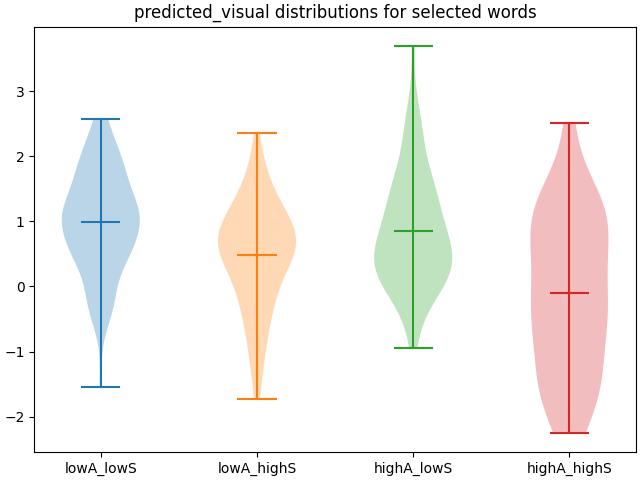 predicted_visual distributions for selected words
3
2
1
0
−1
−2
lowA_lowS
lowA_highS
highA_lowS
highA_highS